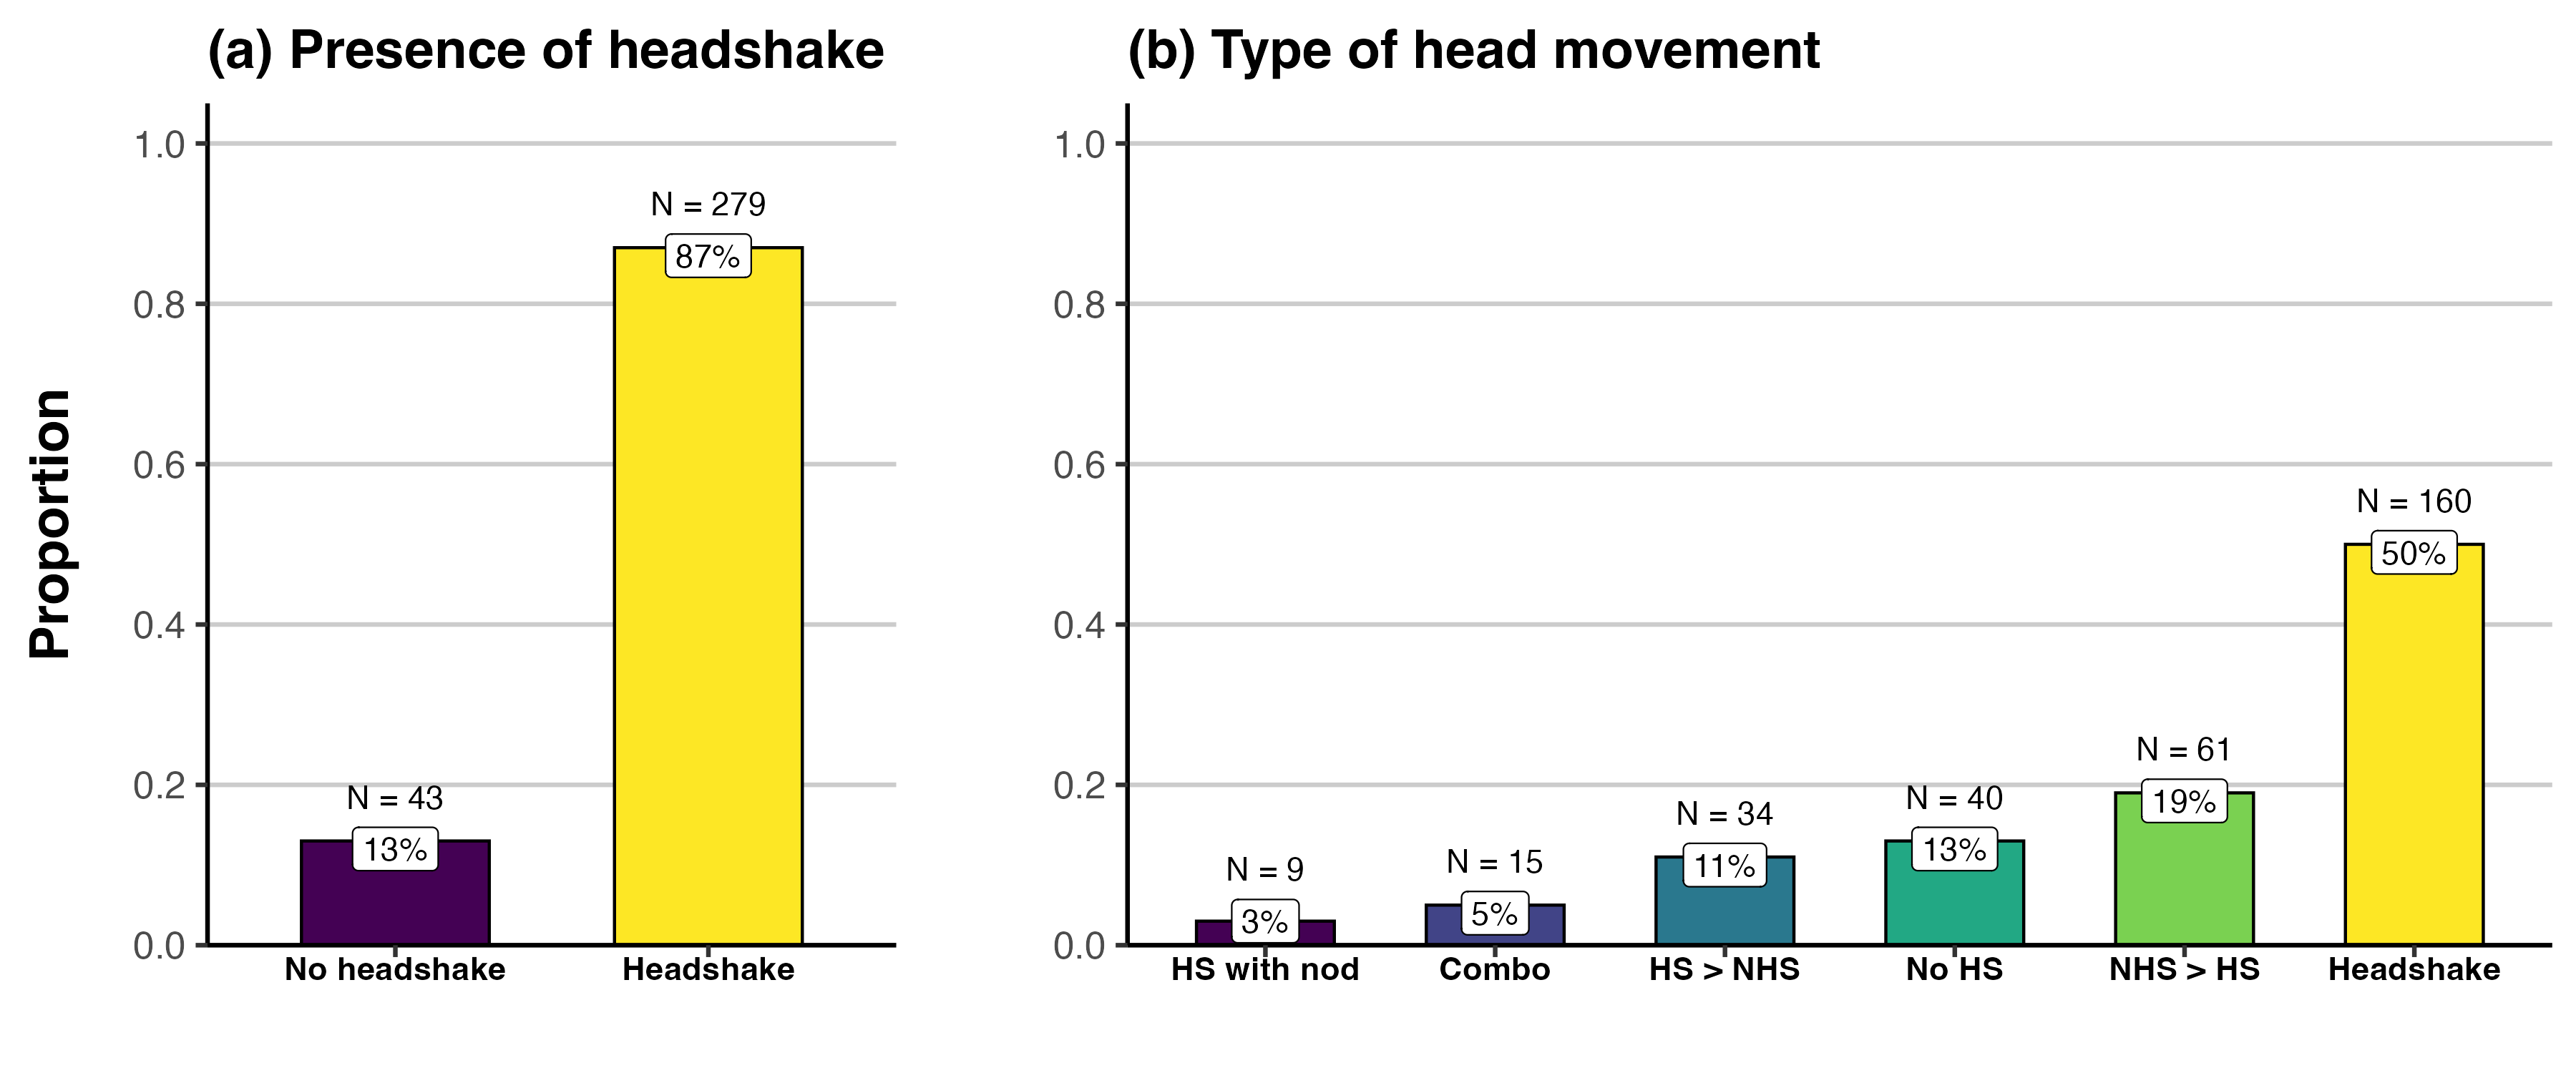 (a) Presence of headshake
Proportion
1.0
0.8
0.6
0.4
0.2
0.0
N = 43
13%
N = 279
87%
No headshake
Headshake
(b) Type of head movement
1.0
0.8
0.6
0.4
0.2
0.0
N = 9
3%
N = 15
5%
N = 34
11%
N = 40
13%
N = 61
19%
N = 160
50%
HS with nod
Combo
HS > NHS
No HS
NHS > HS
Headshake